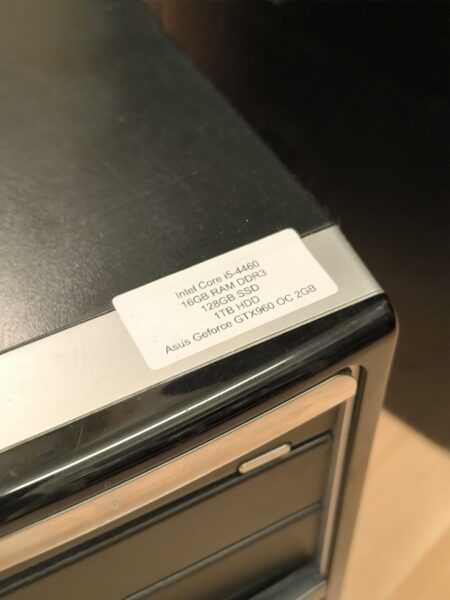 Intel Core i5-4460
16GB RAM DDR3
128GB SSD
1TB HDD
Asus Geforce GTX960 OC 2GB